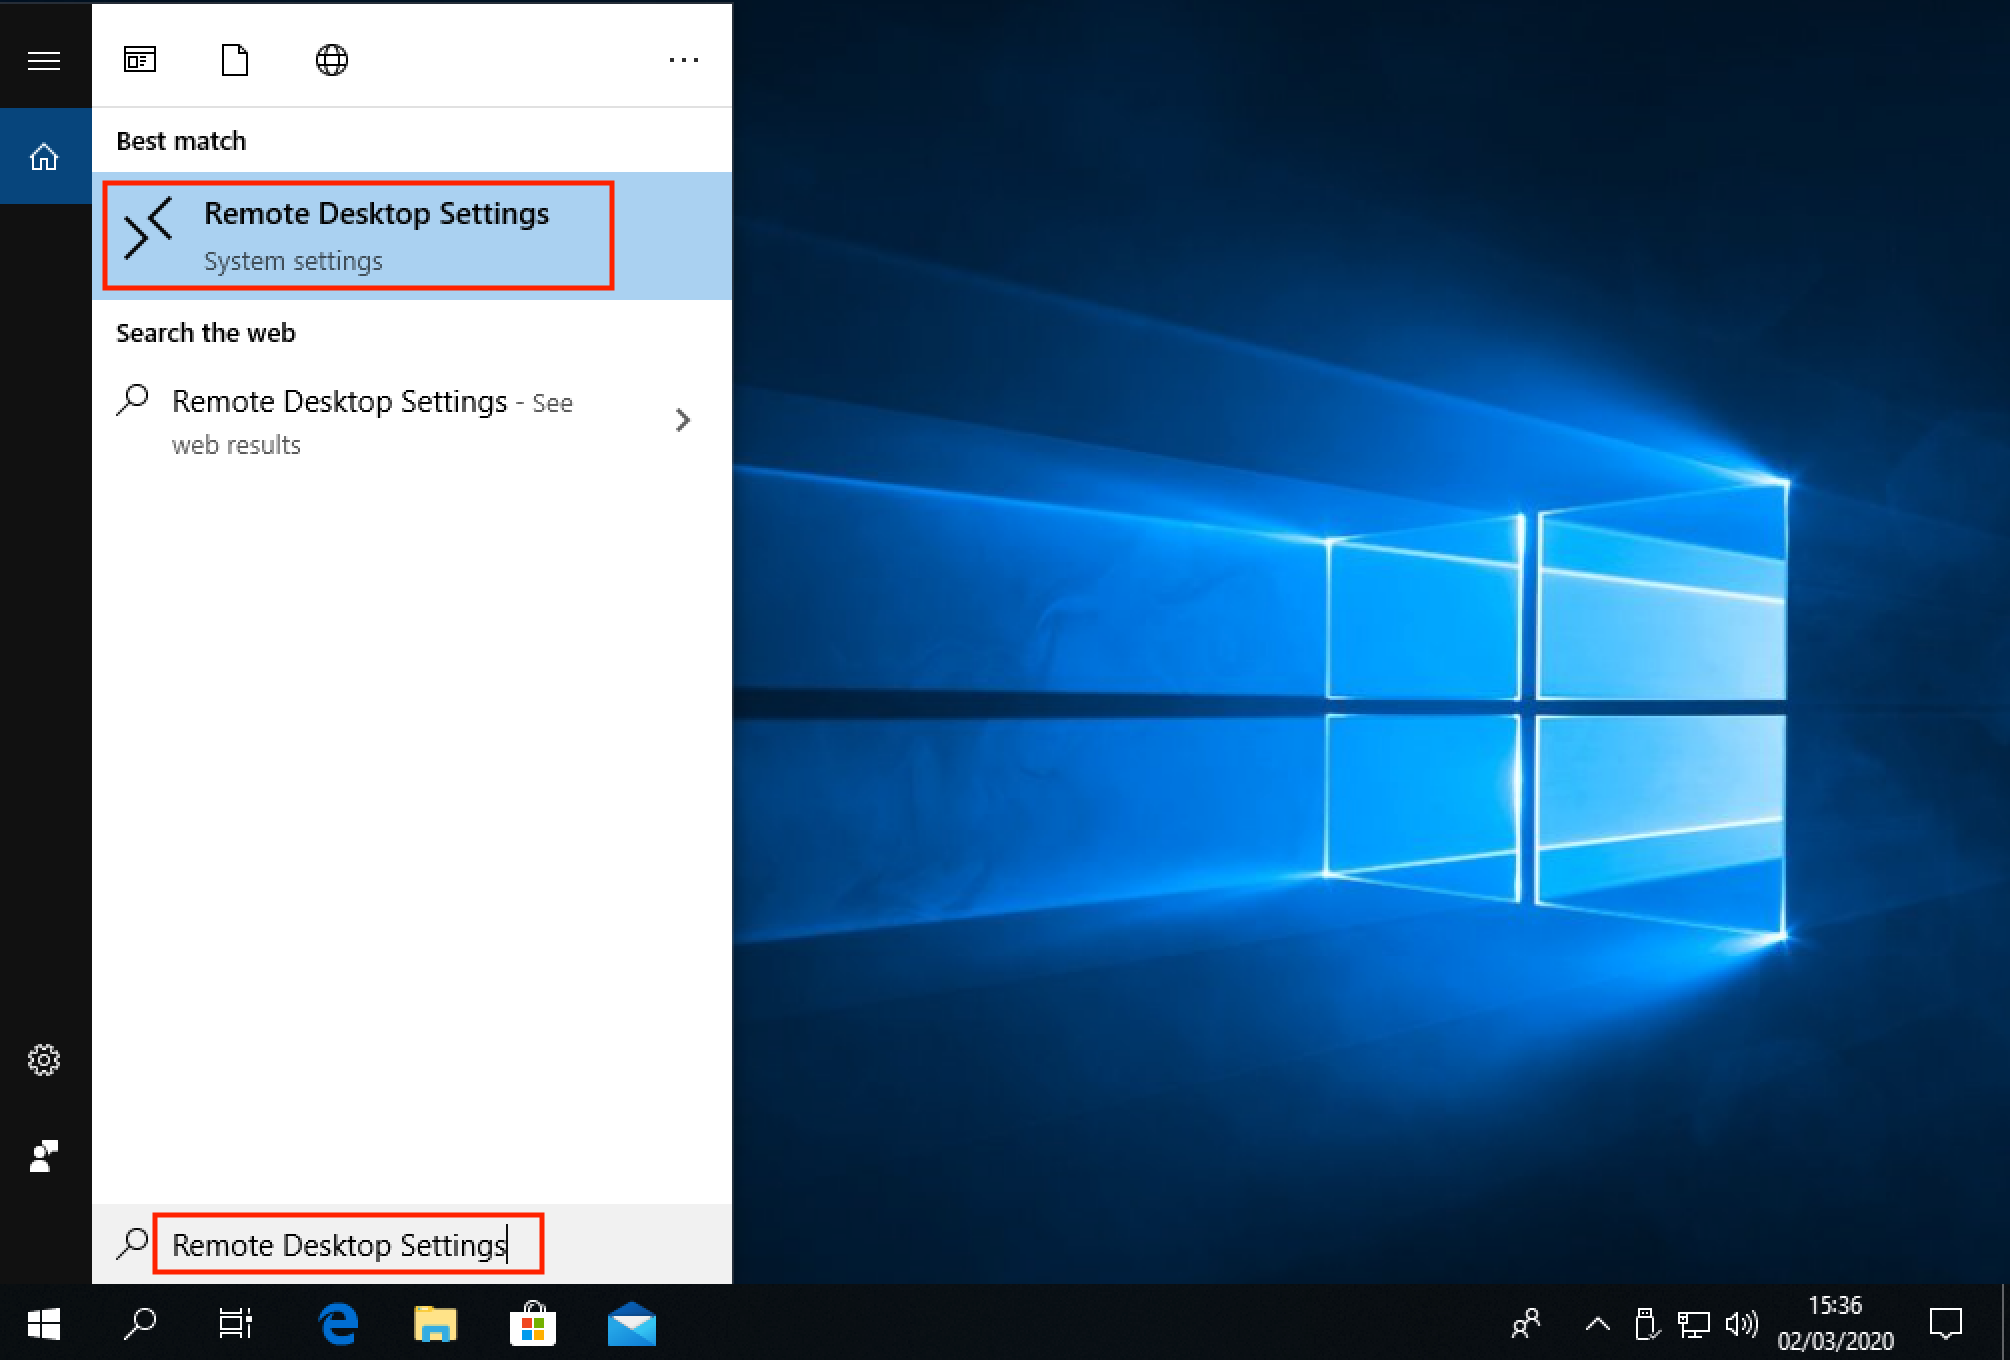 Best match
Remote Desktop Settings
System settings
Search the web
Remote Desktop Settings - See
web results
Remote Desktop Settings
15:36
02/03/2020